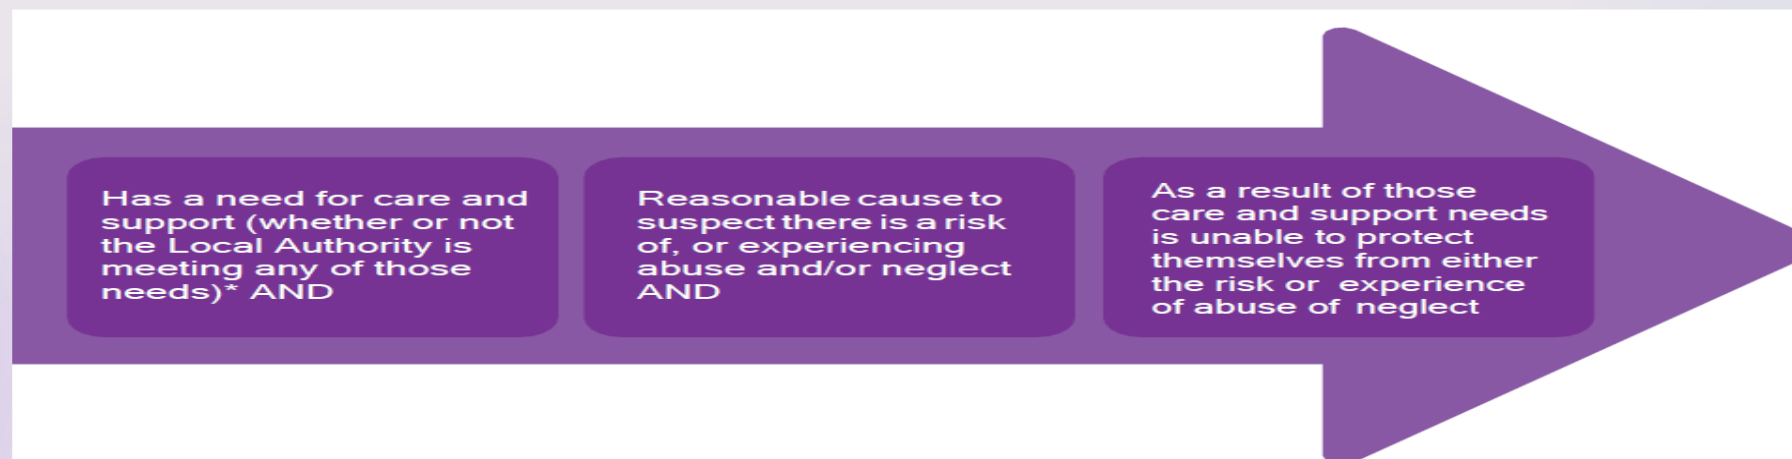 Has a need for care and
support (whether or not
the Local Authority is
meeting any of those
needs)* AND
Reasonable cause to
suspect there is a risk
of, or experiencing
abuse and/or neglect
AND
As a result of those
care and support needs
is unable to protect
themselves from either
the risk or experience
of abuse of neglect